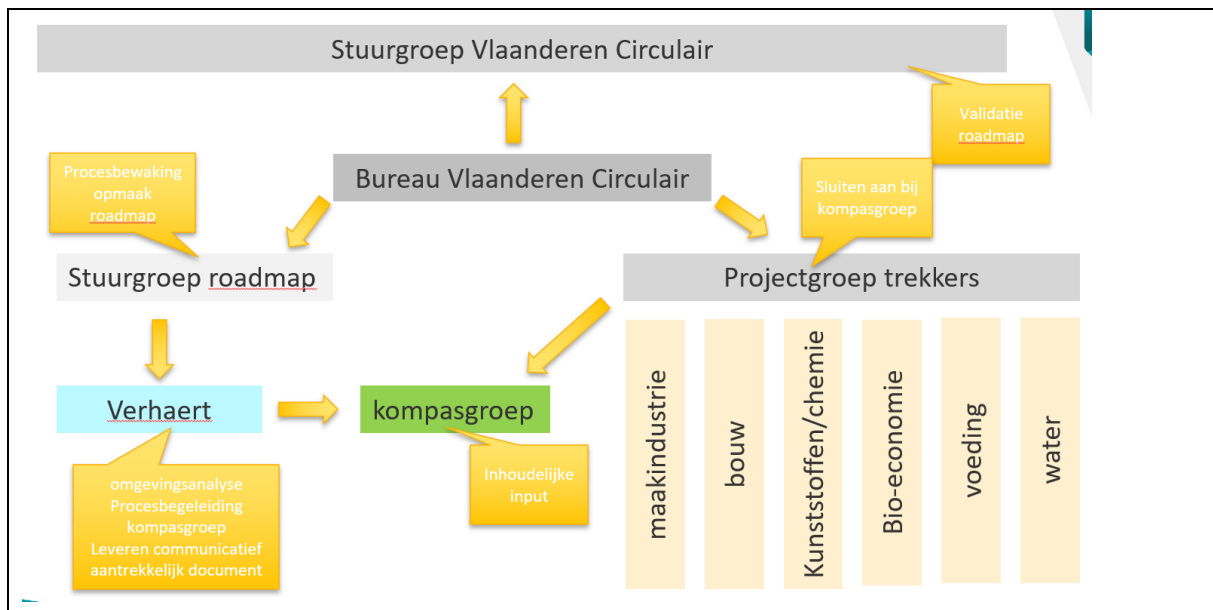 Stuurgroep Vlaanderen Circulair
Validatie
roadmap
Bureau Vlaanderen Circulair
Procesbewaking
opmaak
roadmap
Sluiten aan bij
kompasgroep
Stuurgroep roadmap
Projectgroep trekkers
Verhaert
kompasgroep
omgevingsanalyse
Procesbegeleiding
kompasgroep
Leveren communicatief
aantrekkelijk document
Inhoudelijke
input
maakindustrie
bouw
Kunststoffen/chemie
Bio-economie
voeding
water